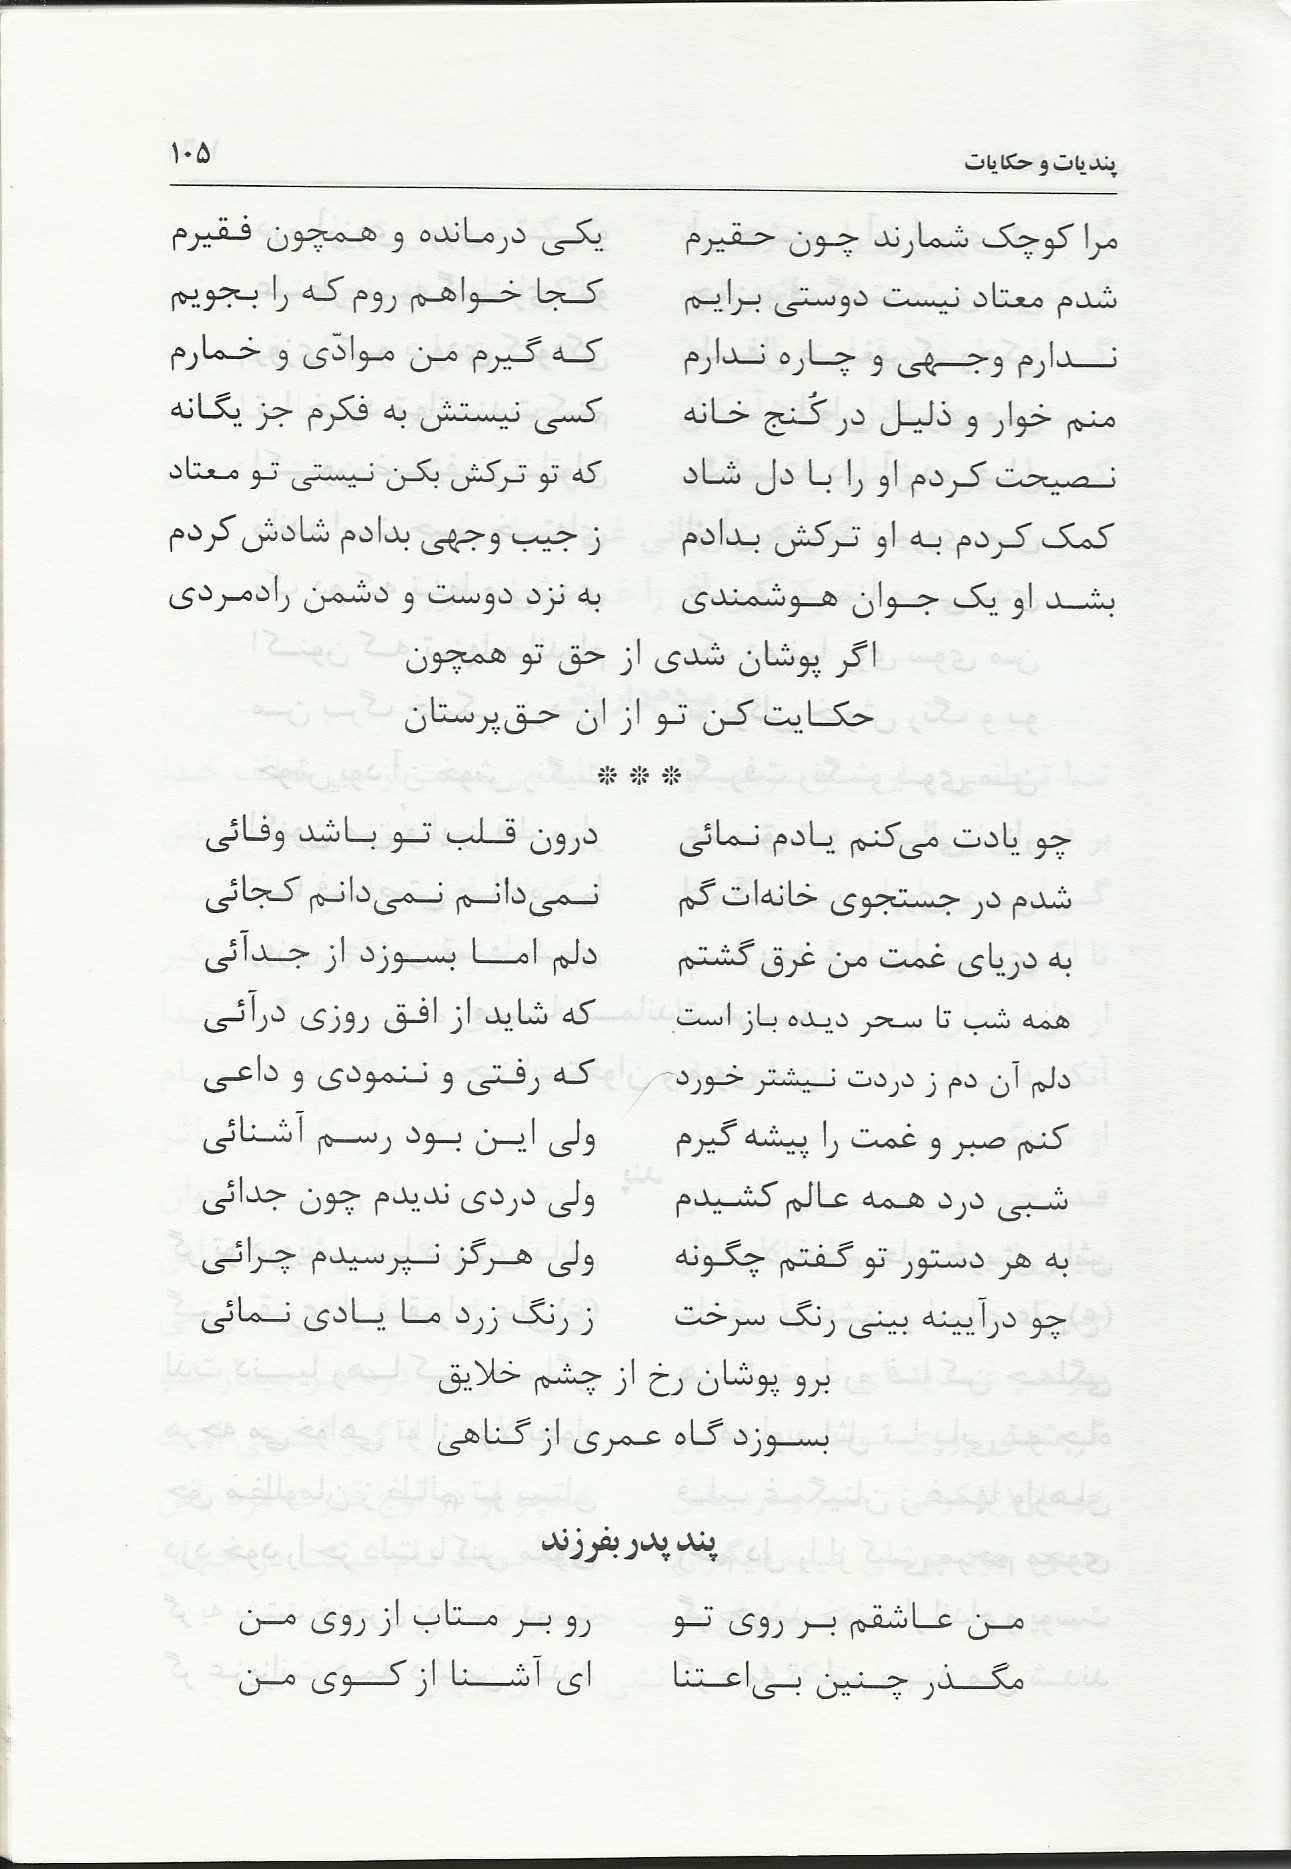 پندیات و حکایات ۱۰۵
مرا کوچک شمارند چون حقیرم یکی درمانده و همچون فقیرم
شدم معتاد نیست دوستی برایم کجا خواهم روم که را بجویم
ندارم وجهی و چاره ندارم که گیرم من موادّی و خمارم
منم خوار و ذلیل در کُنج خانه کسی نیستش به فکرم جز یگانه
نصیحت کردم او را با دل شاد که تو ترکش بکن نیستی تو معتاد
کمک کردم به او ترکش بدادم ز جیب وجهی بدادم شادش کردم
بشد او یک جوان هوشمندی به نزد دوست و دشمن رادمردی
اگر پوشان شدی از حق تو همچون
حکایت کن تو از ان حق‌پرستان
❊ ❊ ❊
چو یادت می‌کنم یادم نمائی درون قلب تو باشد وفائی
شدم در جستجوی خانه‌ات گم نمی‌دانم نمی‌دانم کجائی
به دریای غمت من غرق گشتم دلم اما بسوزد از جدآئی
همه شب تا سحر دیده باز است که شاید از افق روزی درآئی
دلم آن دم ز دردت نیشتر خورد که رفتی و ننمودی و داعی
کنم صبر و غمت را پیشه گیرم ولی این بود رسم آشنائی
شبی درد همه عالم کشیدم ولی دردی ندیدم چون جدائی
به هر دستور تو گفتم چگونه ولی هرگز نپرسیدم چرائی
چو درآیینه بینی رنگ سرخت ز رنگ زرد ما یادی نمائی
برو پوشان رخ از چشم خلایق
بسوزد گاه عمری از گناهی
پند پدر بفرزند
من عاشقم بر روی تو رو بر متاب از روی من
مگذر چنین بی‌اعتنا ای آشنا از کوی من